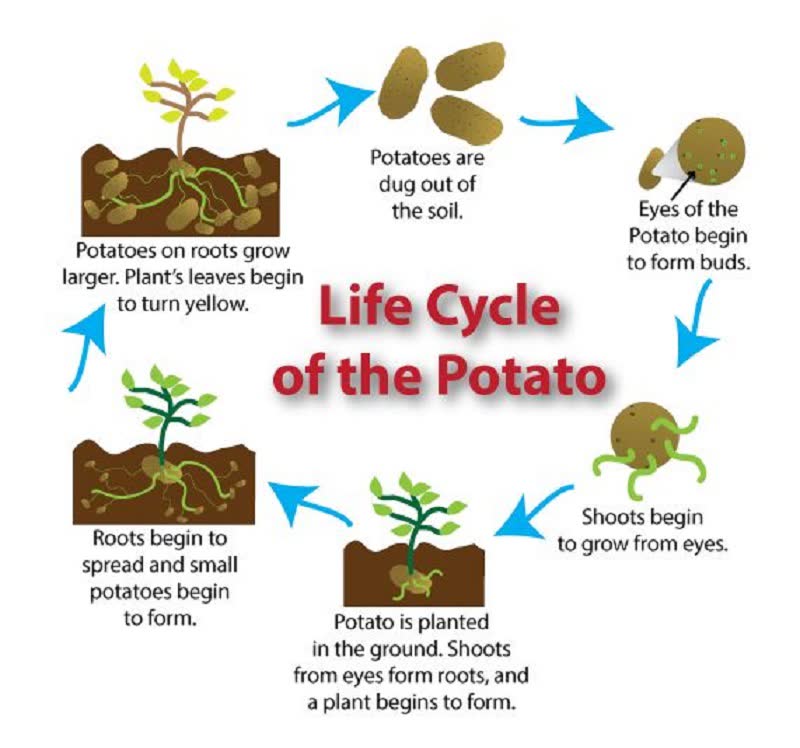 Life Cycle
of the Potato
Potatoes are
dug out of
the soil.
Eyes of the
Potato begin
to form buds.
Shoots begin
to grow from eyes.
Potato is planted
in the ground. Shoots
from eyes form roots, and
a plant begins to form.
Roots begin to
spread and small
potatoes begin
to form.
Potatoes on roots grow
larger. Plant's leaves begin
to turn yellow.